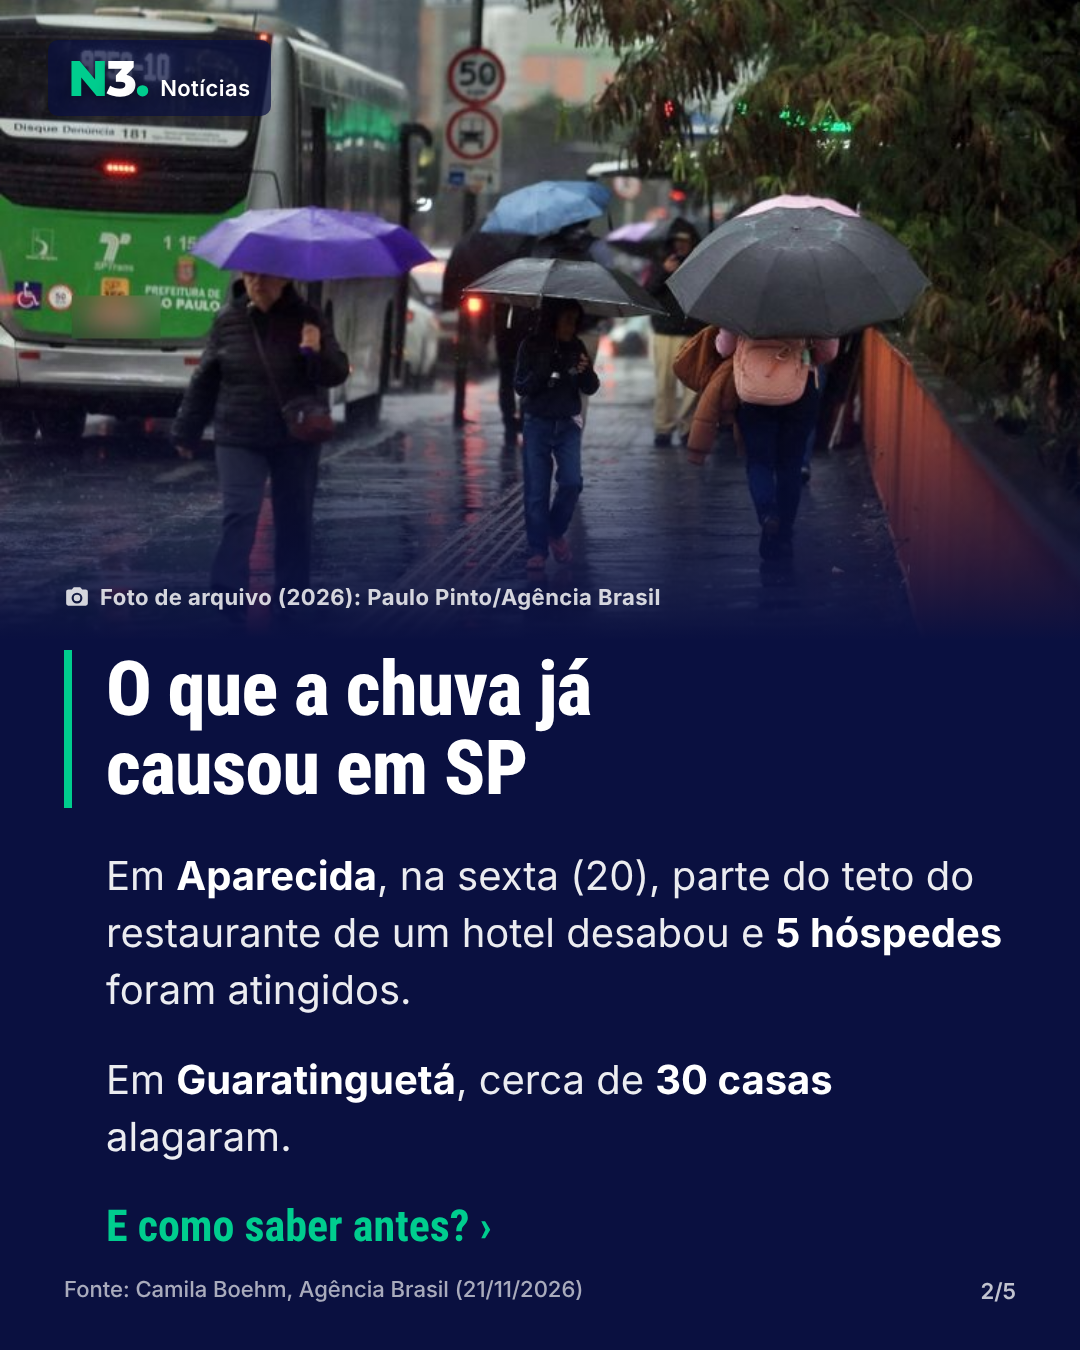 N3. Notícias
Disque Denúncia 181
50
SPTrans
50
PREFEITURA DE
O PAULO
Foto de arquivo (2026): Paulo Pinto/Agência Brasil
O que a chuva já
causou em SP
Em Aparecida, na sexta (20), parte do teto do
restaurante de um hotel desabou e 5 hóspedes
foram atingidos.
Em Guaratinguetá, cerca de 30 casas
alagaram.
E como saber antes? ›
Fonte: Camila Boehm, Agência Brasil (21/11/2026)
2/5